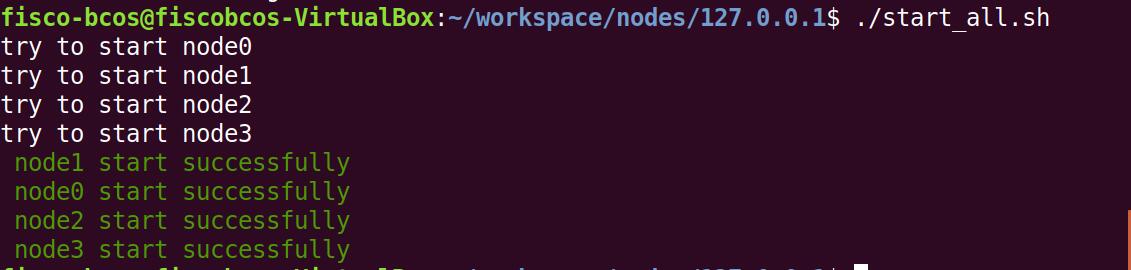 fisco-bcos@fiscobcos-VirtualBox:~/workspace/nodes/127.0.0.1$ ./start_all.sh
try to start node0
try to start node1
try to start node2
try to start node3
 node1 start successfully
 node0 start successfully
 node2 start successfully
 node3 start successfully